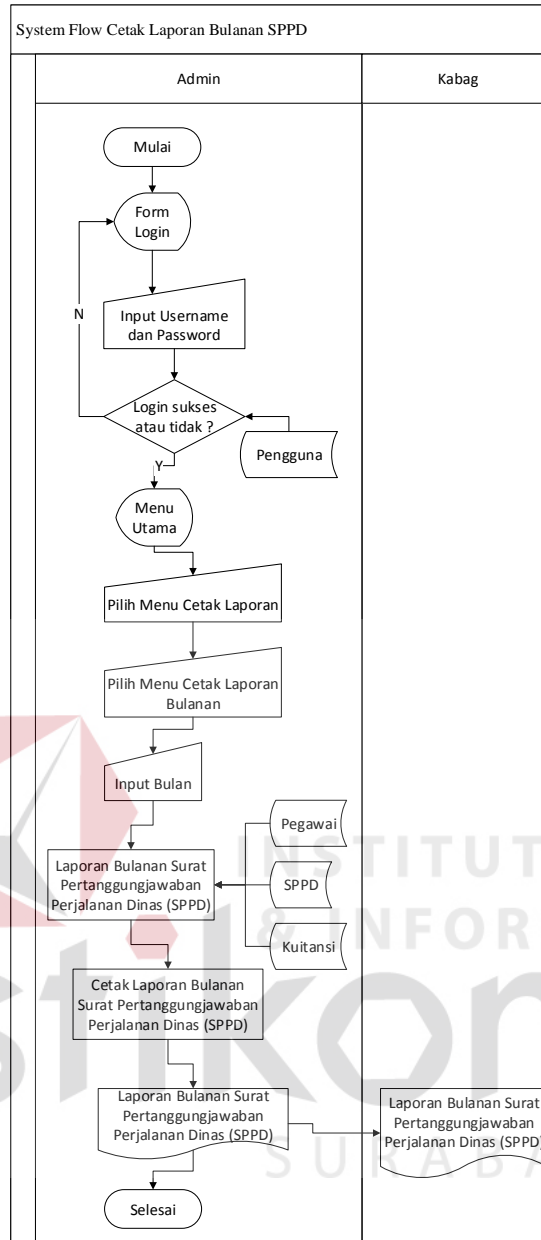 System Flow Cetak Laporan Bulanan SPPD
Admin
Kabag
Mulai
Form
Login
N
Input Username
dan Password
Login sukses
atau tidak ?
Pengguna
Y
Menu
Utama
Pilih Menu Cetak Laporan
Pilih Menu Cetak Laporan
Bulanan
Input Bulan
Pegawai
Laporan Bulanan Surat
Pertanggungjawaban
Perjalanan Dinas (SPPD)
SPPD
Kuitansi
INSTITUT
& INFOR
stikom
SURABA
Cetak Laporan Bulanan
Surat Pertanggungjawaban
Perjalanan Dinas (SPPD)
Laporan Bulanan Surat
Pertanggungjawaban
Perjalanan Dinas (SPPD)
Laporan Bulanan Surat
Pertanggungjawaban
Perjalanan Dinas (SPPD)
Selesai